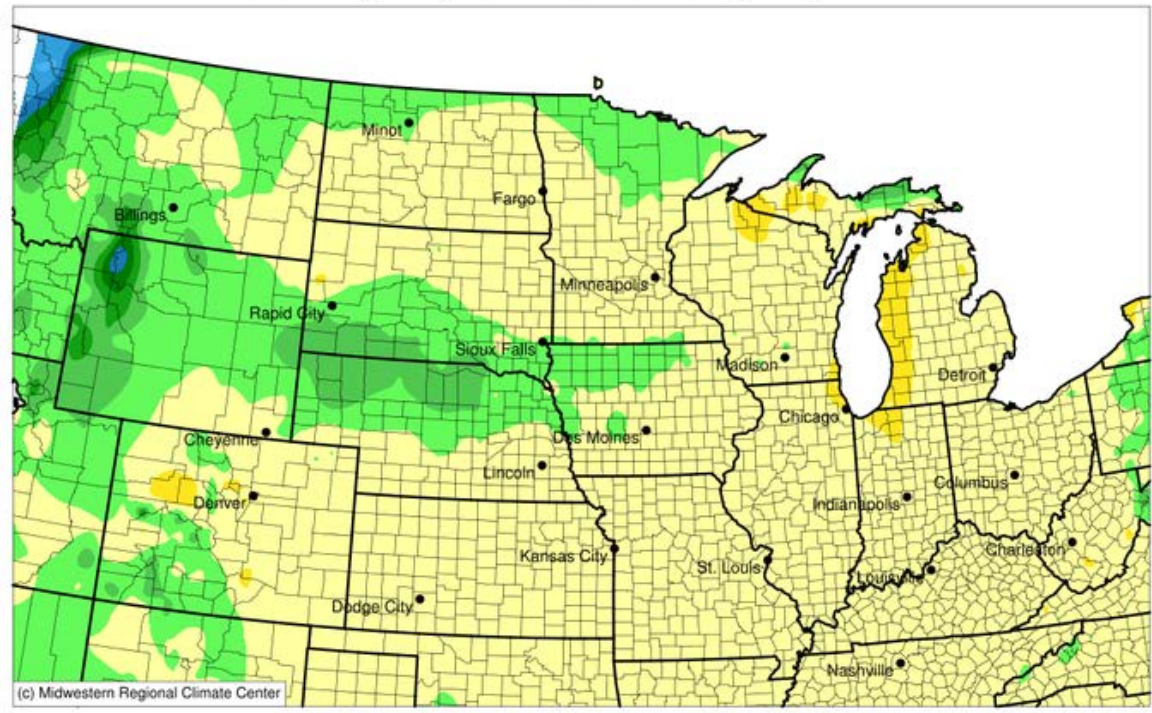 Minot
Fargo
Billings
Minneapolis
Rapid City
Sioux Falls
Madison
Detroit
Chicago
Cheyenne
Des Moines
Lincoln
Columbus
Denver
Indianapolis
Charleston
Kansas City
St. Louis
Louisville
Dodge City
Nashville
(c) Midwestern Regional Climate Center